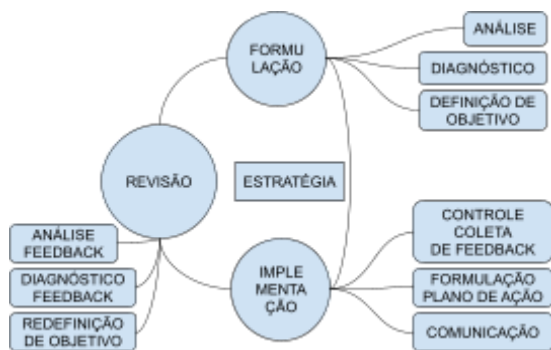 FORMU
LAÇÃO
ANÁLISE
DIAGNÓSTICO
DEFINIÇÃO DE
OBJETIVO
REVISÃO
ESTRATÉGIA
ANÁLISE
FEEDBACK
DIAGNÓSTICO
FEEDBACK
REDEFINIÇÃO
DE OBJETIVO
IMPLE
MENTA
ÇÃO
CONTROLE
COLETA
DE FEEDBACK
FORMULAÇÃO
PLANO DE AÇÃO
COMUNICAÇÃO